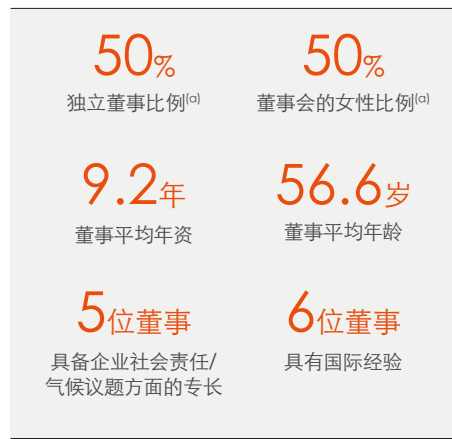 50%
独立董事比例(a)
50%
董事会的女性比例(a)
9.2年
董事平均年资
56.6岁
董事平均年龄
5位董事
具备企业社会责任/
气候议题方面的专长
6位董事
具有国际经验